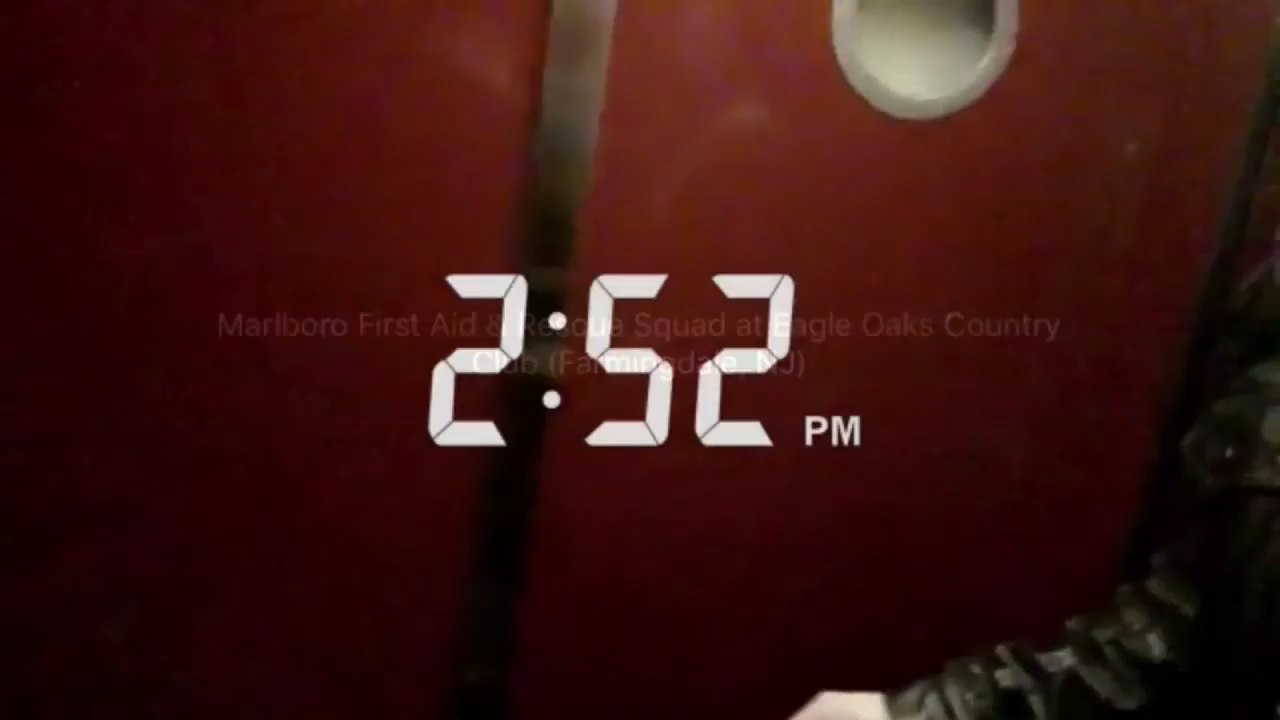 Marlboro First Aid & Rescue Squad at Eagle Oaks Country
Club (Farmingdale, NJ)
2:52 PM